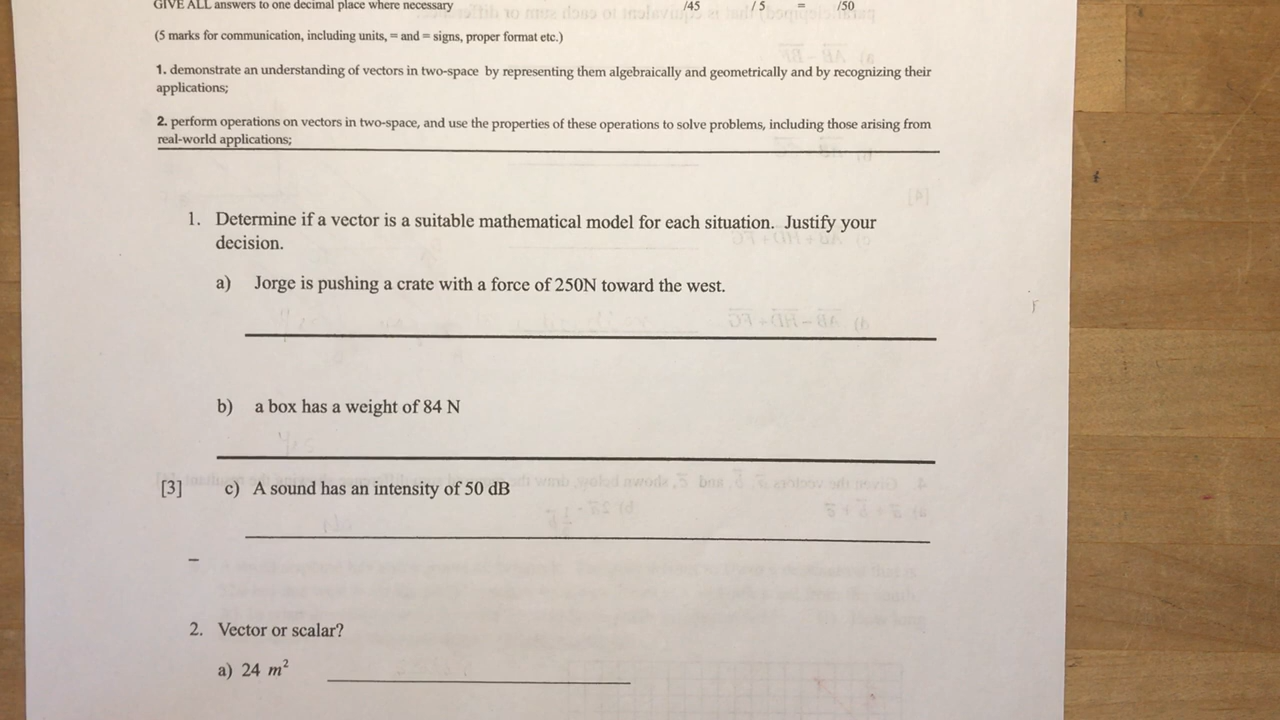 GIVE ALL answers to one decimal place where necessary /45 / 5 = /50
(5 marks for communication, including units, = and = signs, proper format etc.)
1. demonstrate an understanding of vectors in two-space by representing them algebraically and geometrically and by recognizing their
applications;
2. perform operations on vectors in two-space, and use the properties of these operations to solve problems, including those arising from
real-world applications;
1. Determine if a vector is a suitable mathematical model for each situation. Justify your
decision.
a) Jorge is pushing a crate with a force of 250N toward the west.
b) a box has a weight of 84 N
[3] c) A sound has an intensity of 50 dB
2. Vector or scalar?
a) 24 m²